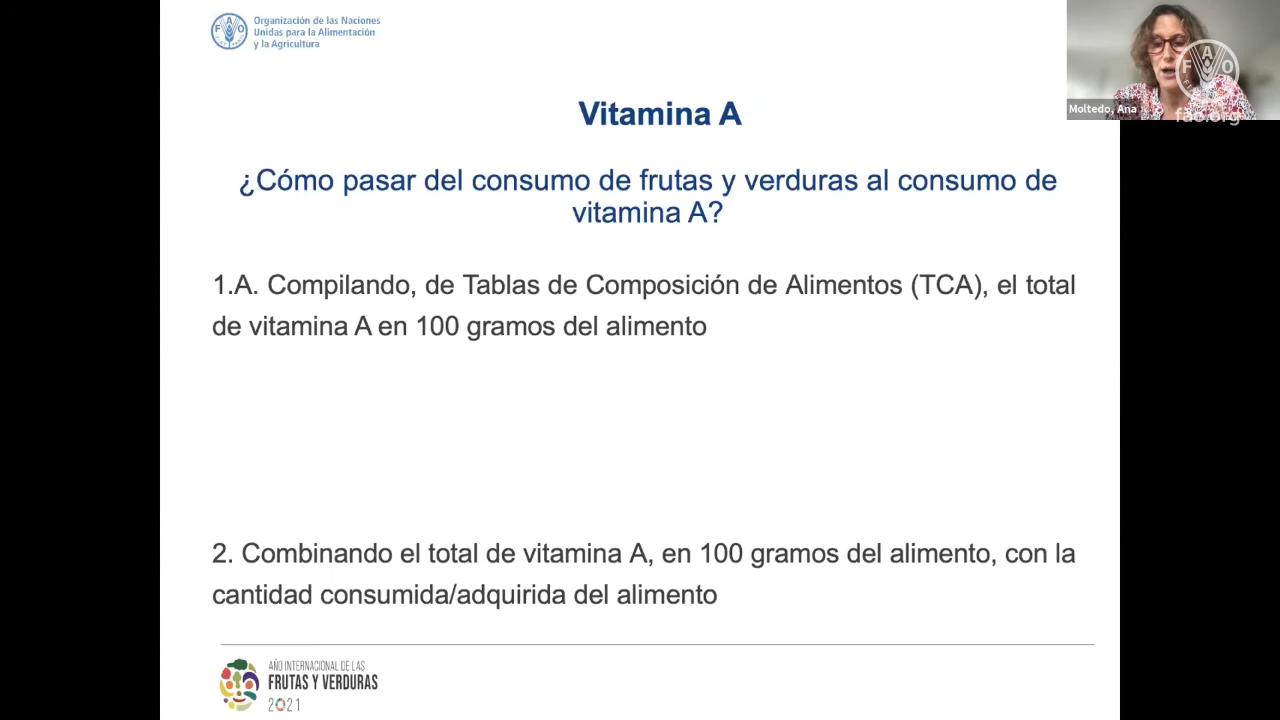 Organización de las Naciones
Unidas para la Alimentación
y la Agricultura
F A O
Moltedo, Ana
fao.org
Vitamina A
¿Cómo pasar del consumo de frutas y verduras al consumo de
vitamina A?
1.A. Compilando, de Tablas de Composición de Alimentos (TCA), el total
de vitamina A en 100 gramos del alimento
2. Combinando el total de vitamina A, en 100 gramos del alimento, con la
cantidad consumida/adquirida del alimento
AÑO INTERNACIONAL DE LAS
FRUTAS Y VERDURAS
2021